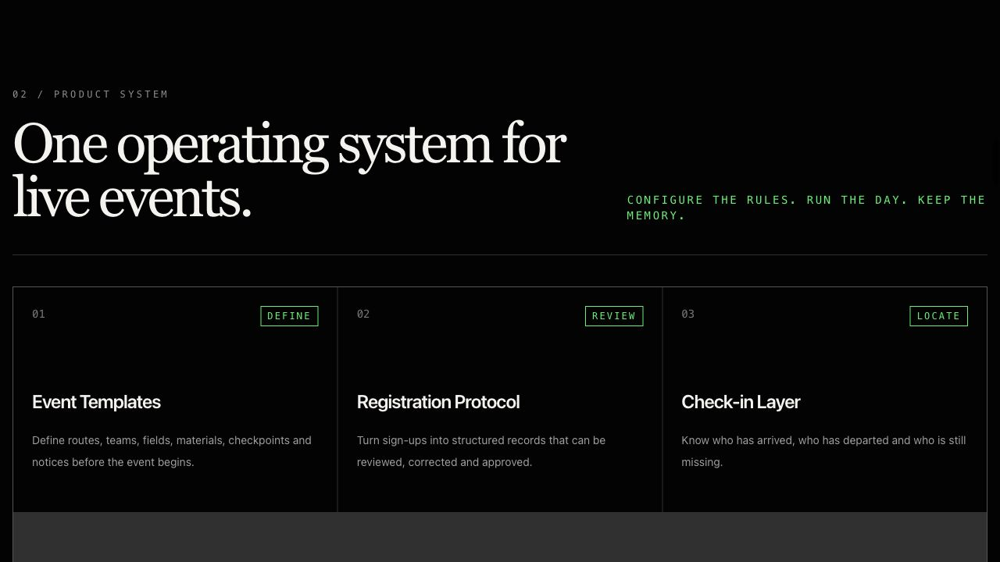 02 / PRODUCT SYSTEM
One operating system for
live events.
CONFIGURE THE RULES. RUN THE DAY. KEEP THE
MEMORY.
01
DEFINE
Event Templates
Define routes, teams, fields, materials, checkpoints and
notices before the event begins.
02
REVIEW
Registration Protocol
Turn sign-ups into structured records that can be
reviewed, corrected and approved.
03
LOCATE
Check-in Layer
Know who has arrived, who has departed and who is still
missing.